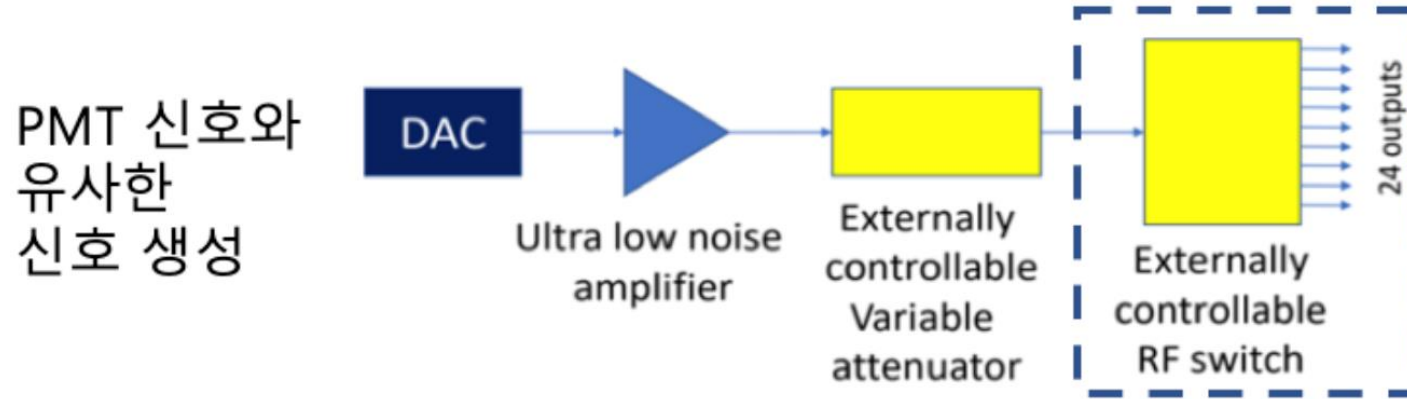 PMT 신호와
유사한
신호 생성
DAC
Ultra low noise
amplifier
Externally
controllable
Variable
attenuator
Externally
controllable
RF switch
24 outputs